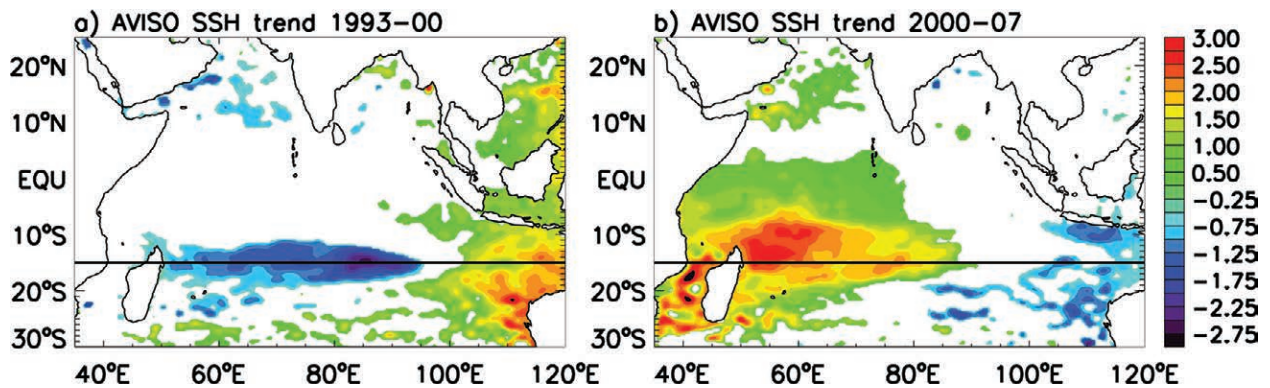 a) AVISO SSH trend 1993-00
b) AVISO SSH trend 2000-07
20°N
10°N
EQU
10°S
20°S
30°S
40°E 60°E 80°E 100°E 120°E
20°N
10°N
EQU
10°S
20°S
30°S
40°E 60°E 80°E 100°E 120°E
3.00
2.50
2.00
1.50
1.00
0.50
-0.25
-0.75
-1.25
-1.75
-2.25
-2.75